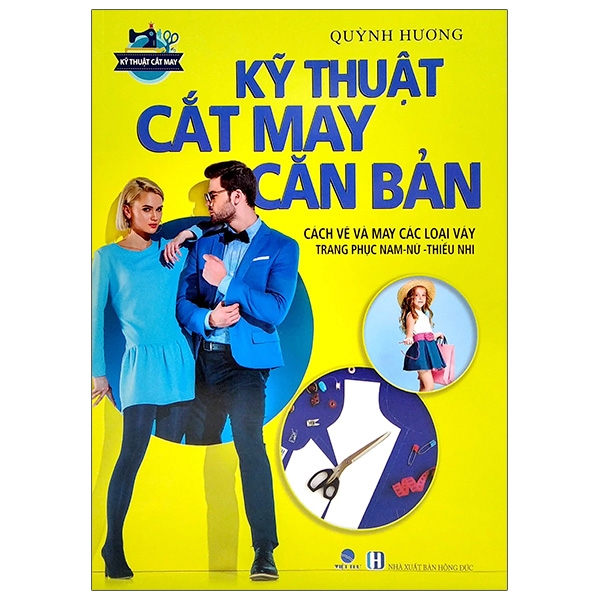 KỸ THUẬT CẮT MAY
QUỲNH HƯƠNG
KỸ THUẬT
CẮT MAY
CĂN BẢN
CÁCH VẼ VÀ MAY CÁC LOẠI VÁY
TRANG PHỤC NAM-NỮ -THIẾU NHI
H
NHÀ XUẤT BẢN HỒNG ĐỨC